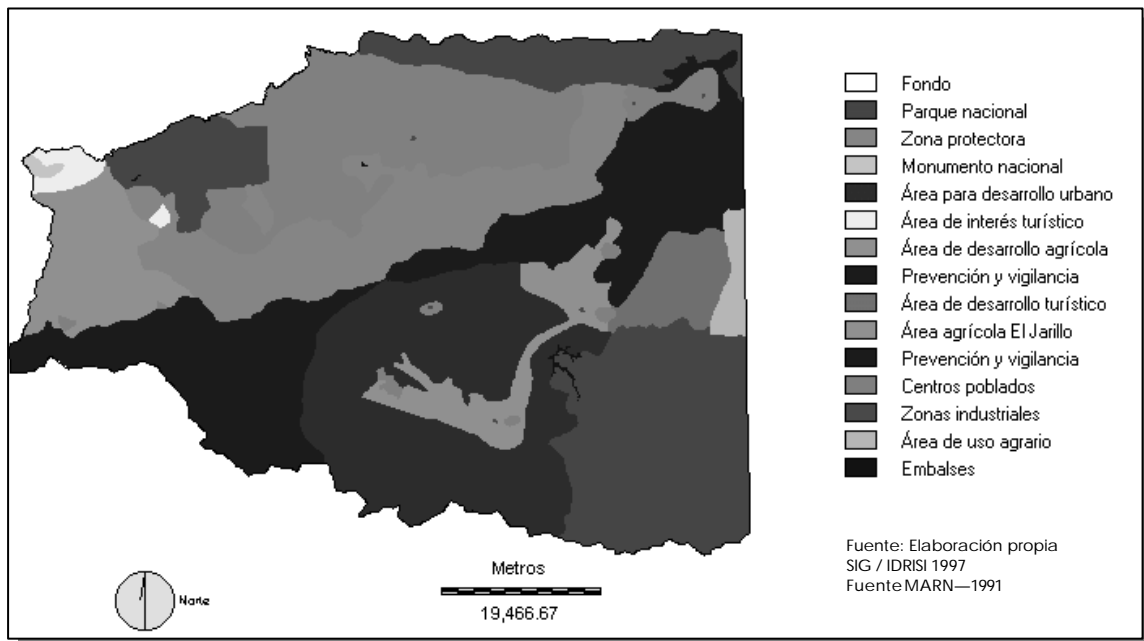 Fondo
Parque nacional
Zona protectora
Monumento nacional
Área para desarrollo urbano
Área de interés turístico
Área de desarrollo agrícola
Prevención y vigilancia
Área de desarrollo turístico
Área agrícola El Jarillo
Prevención y vigilancia
Centros poblados
Zonas industriales
Área de uso agrario
Embalses
Fuente: Elaboración propia
SIG / IDRISI 1997
Fuente MARN—1991
Metros
19,466.67
Norte